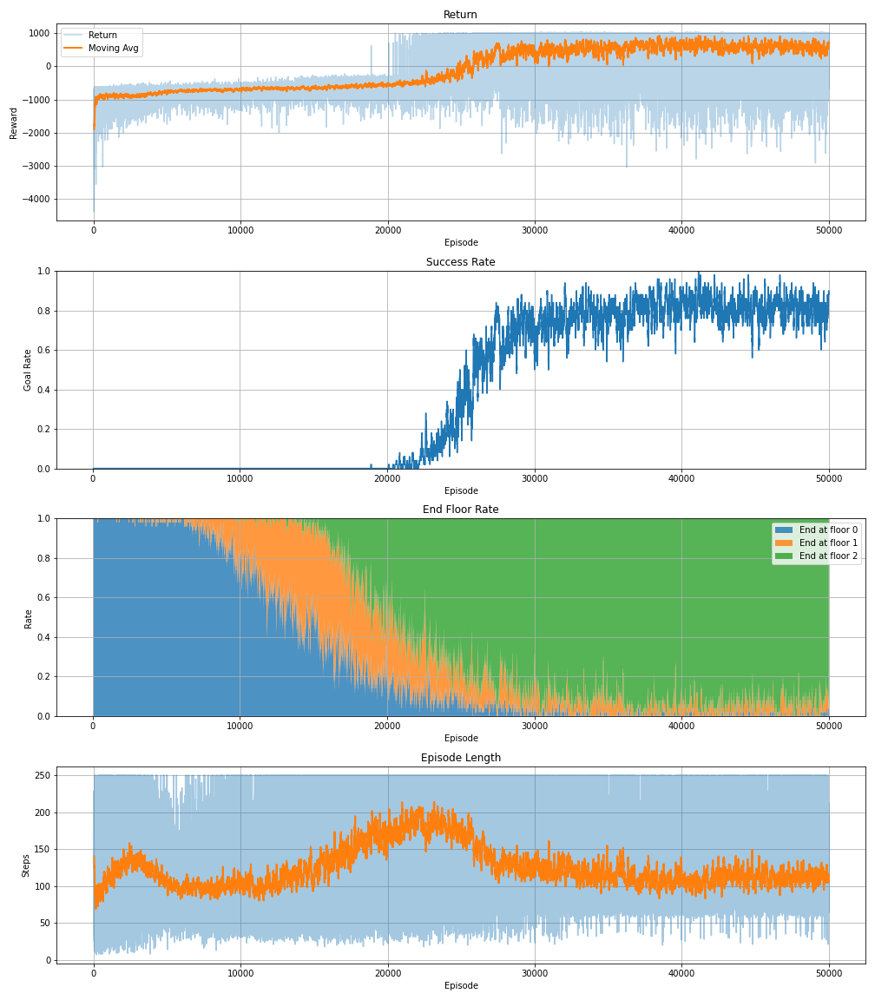 Return
1000
0
−1000
−2000
−3000
−4000
Reward
Return
Moving Avg
0 10000 20000 30000 40000 50000
Episode
Success Rate
1.0
0.8
0.6
0.4
0.2
0.0
Goal Rate
0 10000 20000 30000 40000 50000
Episode
End Floor Rate
1.0
0.8
0.6
0.4
0.2
0.0
Rate
End at floor 0
End at floor 1
End at floor 2
0 10000 20000 30000 40000 50000
Episode
Episode Length
250
200
150
100
50
0
Steps
0 10000 20000 30000 40000 50000
Episode